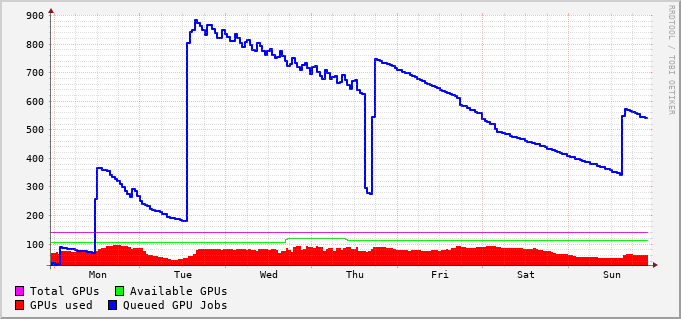 900
800
700
600
500
400
300
200
100
Mon Tue Wed Thu Fri Sat Sun
Total GPUs Available GPUs
GPUs used Queued GPU Jobs
RRDTOOL / TOBI OETIKER